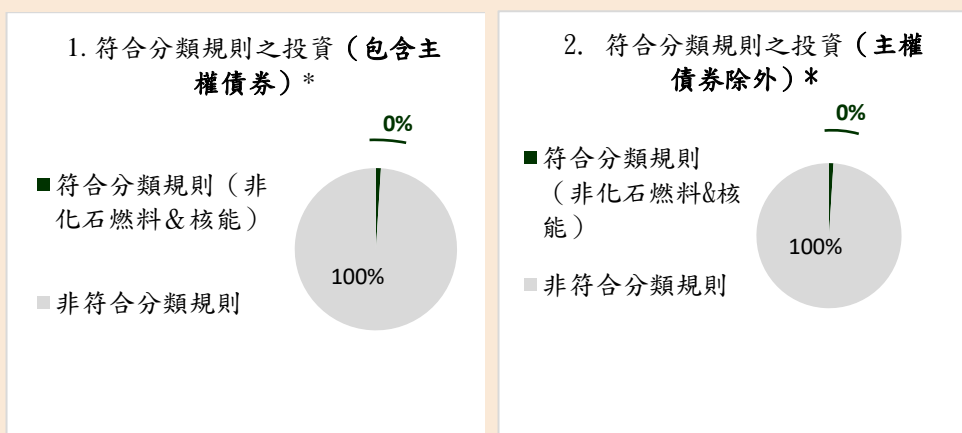 1. 符合分類規則之投資（包含主
權債券）*
0%
■符合分類規則（非
化石燃料＆核能）
100%
■非符合分類規則
2. 符合分類規則之投資（主權
債券除外）*
0%
■符合分類規則
（非化石燃料&核
能）
100%
■非符合分類規則